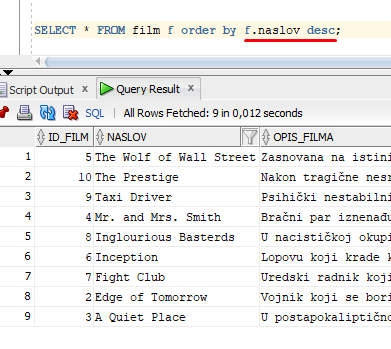 SELECT * FROM film f order by f.naslov desc;
Script Output x Query Result x
SQL | All Rows Fetched: 9 in 0,012 seconds
ID_FILM NASLOV OPIS_FILMA
1 5 The Wolf of Wall Street Zasnovana na istini
2 10 The Prestige Nakon tragične
3 9 Taxi Driver Psihički nestabilni
4 4 Mr. and Mrs. Smith Bračni par iznenađu
5 8 Inglourious Basterds U nacističkoj okupi
6 6 Inception Lopovu koji krade
7 7 Fight Club Uredski radnik koji
8 2 Edge of Tomorrow Vojnik koji se bori
9 3 A Quiet Place U postapokaliptično